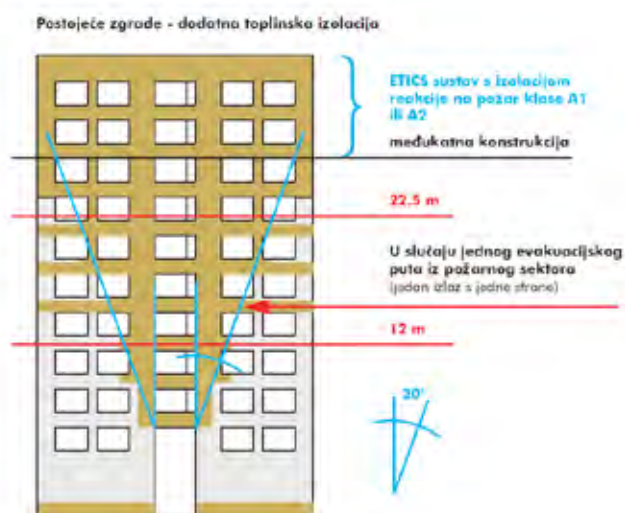 Postojeće zgrade - dodatna toplinska izolacija
ETICS sustav s izolacijom
reakcije na požar klase A1
ili A2
međukatna konstrukcija
22.5 m
U slučaju jednog evakuacijskog
puta iz požarnog sektora
(jedan izlaz s jedne strane)
12 m
20°